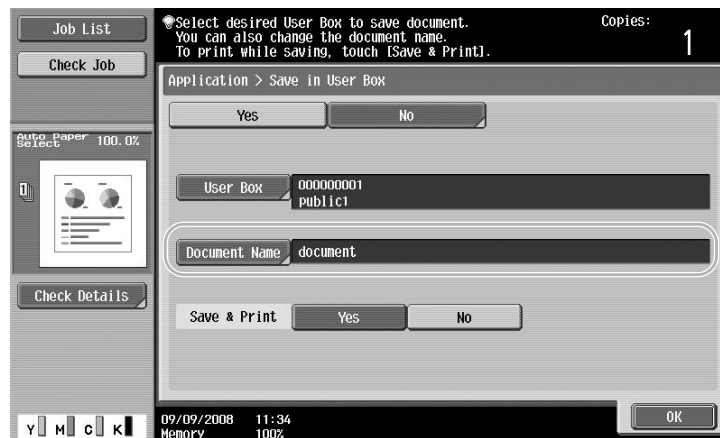 Job List
Check Job
Select desired User Box to save document.
You can also change the document name.
To print while saving, touch [Save & Print].
Copies:
1
Application > Save in User Box
Yes
No
Auto Paper
Select
100.0%
1
User Box
000000001
public1
Document Name
document
Check Details
Save & Print
Yes
No
Y
M
C
K
09/09/2008
11:34
Memory
100%
OK